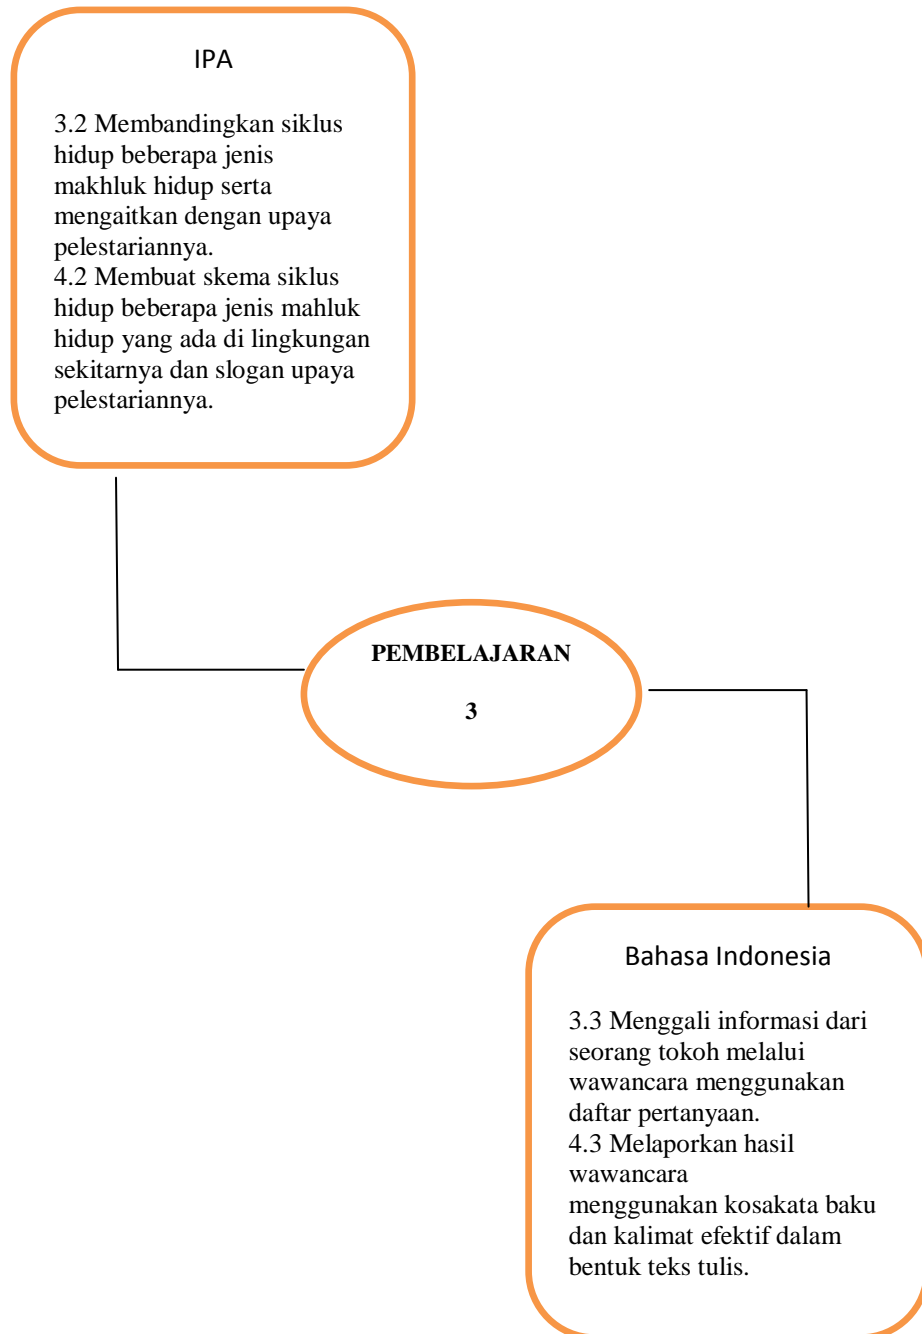 IPA
3.2 Membandingkan siklus
hidup beberapa jenis
makhluk hidup serta
mengaitkan dengan upaya
pelestariannya.
4.2 Membuat skema siklus
hidup beberapa jenis mahluk
hidup yang ada di lingkungan
sekitarnya dan slogan upaya
pelestariannya.
PEMBELAJARAN
3
Bahasa Indonesia
3.3 Menggali informasi dari
seorang tokoh melalui
wawancara menggunakan
daftar pertanyaan.
4.3 Melaporkan hasil
wawancara
menggunakan kosakata baku
dan kalimat efektif dalam
bentuk teks tulis.